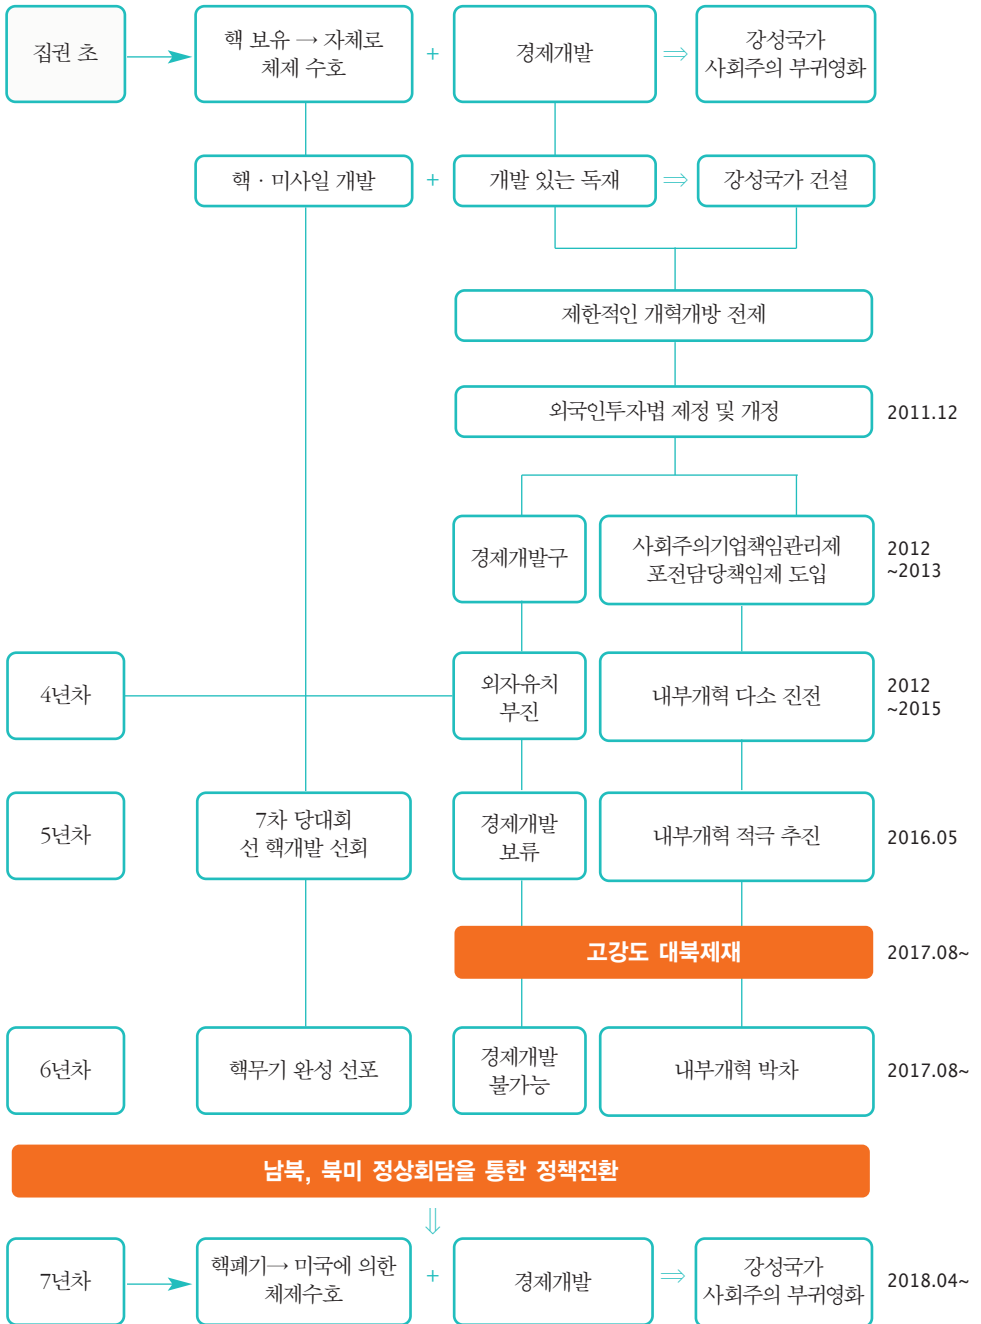 집권 초
핵 보유 → 자체로
체제 수호
+
경제개발
⇒
강성국가
사회주의 부귀영화
핵 · 미사일 개발
+
개발 있는 독재
⇒
강성국가 건설
제한적인 개혁개방 전제
외국인투자법 제정 및 개정
2011.12
경제개발구
사회주의기업책임관리제
포전담당책임제 도입
2012
~2013
4년차
외자유치
부진
내부개혁 다소 진전
2012
~2015
5년차
7차 당대회
선 핵개발 선회
경제개발
보류
내부개혁 적극 추진
2016.05
고강도 대북제재
2017.08~
6년차
핵무기 완성 선포
경제개발
불가능
내부개혁 박차
2017.08~
남북, 북미 정상회담을 통한 정책전환
⇓
7년차
핵폐기→ 미국에 의한
체제수호
+
경제개발
⇒
강성국가
사회주의 부귀영화
2018.04~